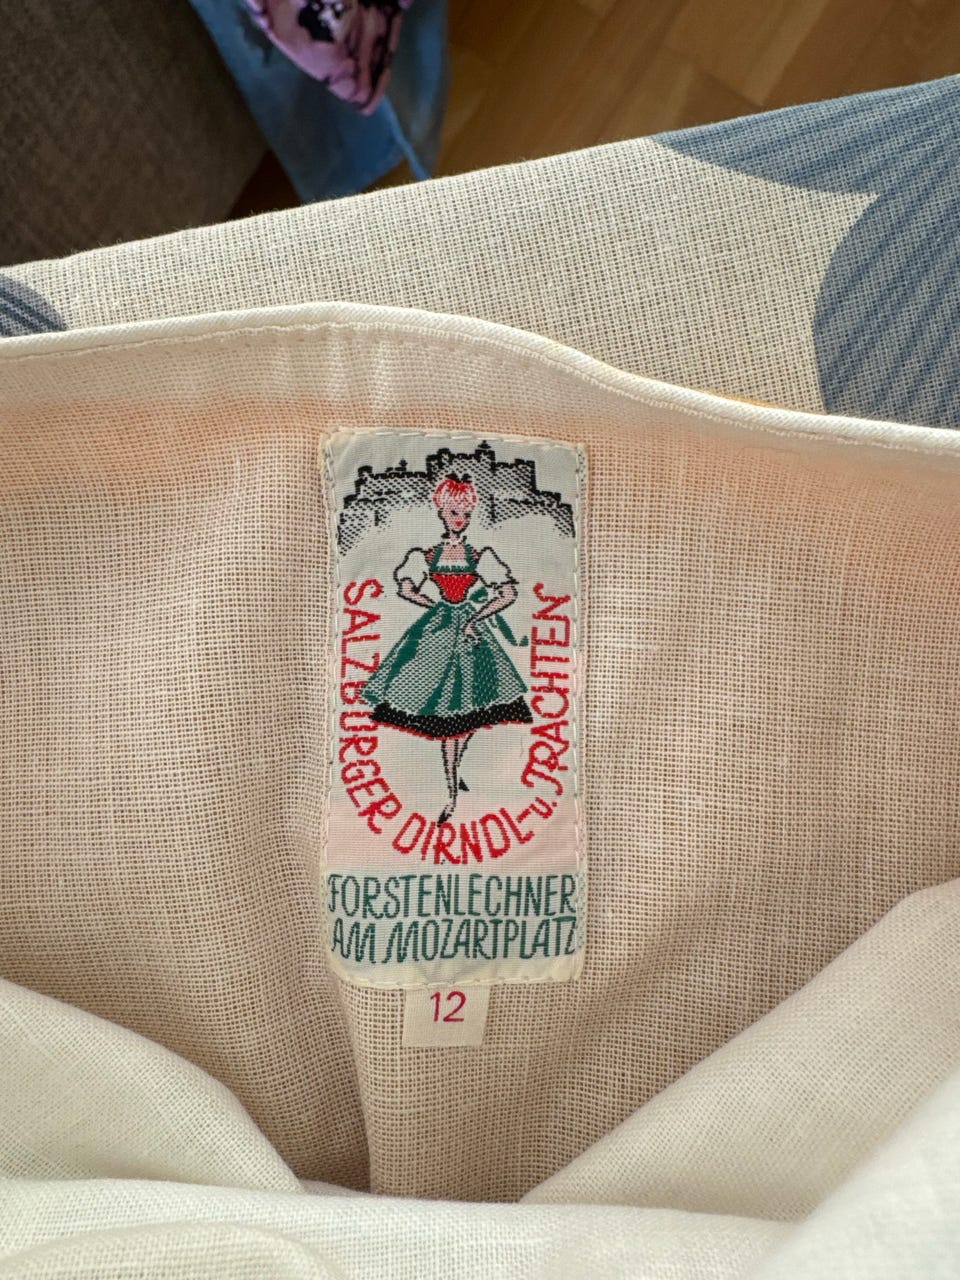 SALZBURGER DIRNDL-u. TRACHTEN
FORSTENLECHNER
AM MOZARTPLATZ
12